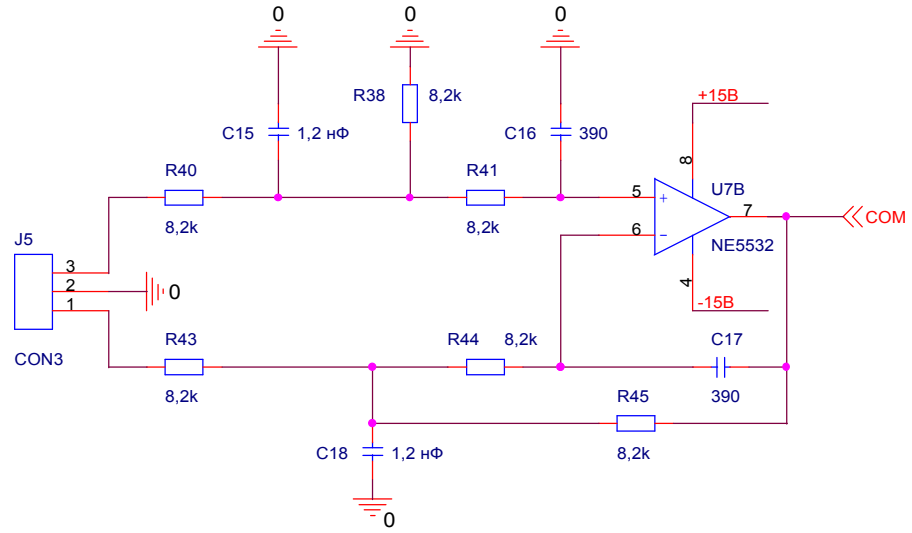 0 0 0
R38 8,2k
C15 1,2 нФ
C16 390
+15В
8
R40
R41
5
+
U7B
7
8,2k
8,2k
6
−
NE5532
COM
J5
3
2
1
0
4
-15В
R43
R44 8,2k
C17
CON3
8,2k
390
R45
C18 1,2 нФ
8,2k
0